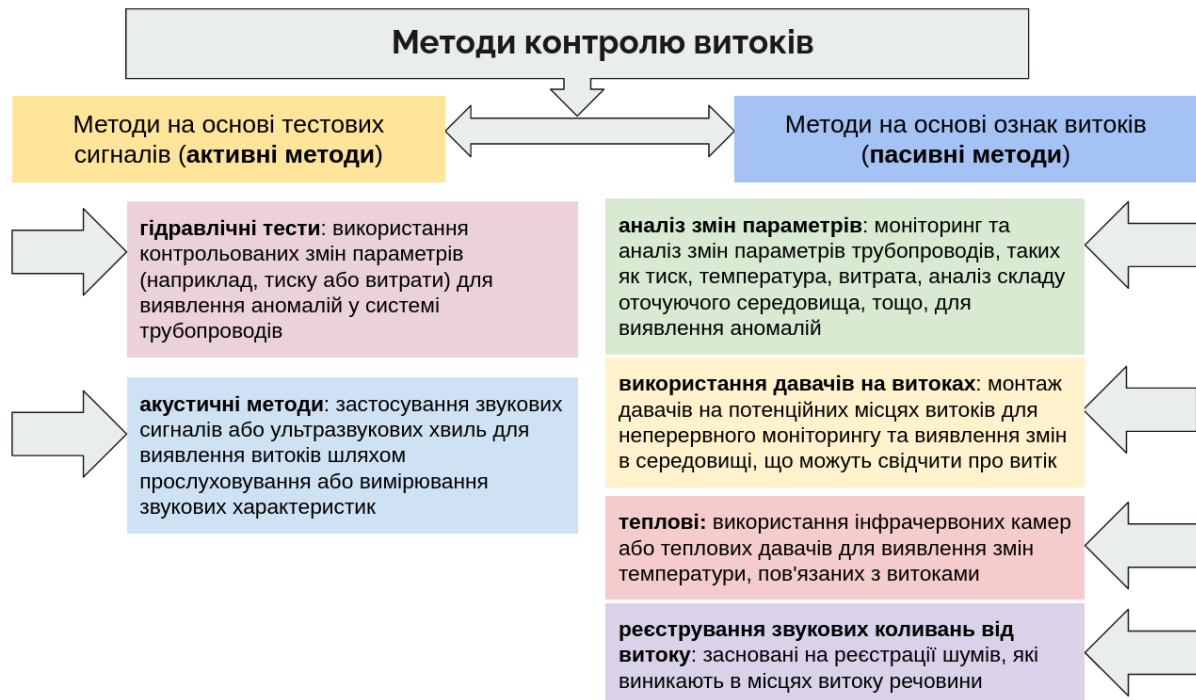 Методи контролю витоків
Методи на основі тестових
сигналів (активні методи)
Методи на основі ознак витоків
(пасивні методи)
гідравлічні тести: використання
контрольованих змін параметрів
(наприклад, тиску або витрати) для
виявлення аномалій у системі
трубопроводів
акустичні методи: застосування звукових
сигналів або ультразвукових хвиль для
виявлення витоків шляхом
прослуховування або вимірювання
звукових характеристик
аналіз змін параметрів: моніторинг та
аналіз змін параметрів трубопроводів, таких
як тиск, температура, витрата, аналіз складу
оточуючого середовища, тощо, для
виявлення аномалій
використання давачів на витоках: монтаж
давачів на потенційних місцях витоків для
неперервного моніторингу та виявлення змін
в середовищі, що можуть свідчити про витік
теплові: використання інфрачервоних камер
або теплових давачів для виявлення змін
температури, пов'язаних з витоками
реєстрування звукових коливань від
витоку: засновані на реєстрації шумів, які
виникають в місцях витоку речовини